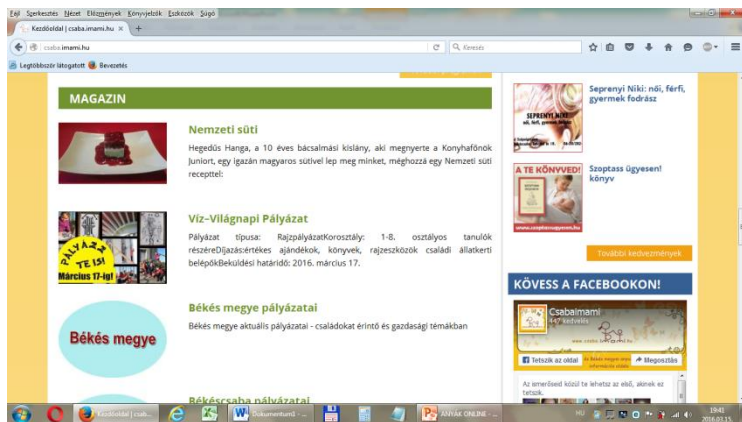 Fájl Szerkesztés Nézet Előzmények Könyvjelzők Eszközök Súgó
Kezdőoldal | csaba.imami.hu
csaba.imami.hu
Keresés
Legtöbbször látogatott Bevezetés
MAGAZIN
Nemzeti süti
Hegedűs Hanga, a 10 éves bácsalmási kislány, aki megnyerte a Konyhafőnök
Juniort, egy igazán magyaros sütivel lep meg minket, méghozzá egy Nemzeti süti
recepttel:
PÁLYÁZZ
TE IS!
Március 17-ig!
Víz–Világnapi Pályázat
Pályázat típusa: RajzpályázatKorosztály: 1-8. osztályos tanulók
részéreDíjazás:értékes ajándékok, könyvek, rajzeszközök családi állatkerti
belépőkBeküldési határidő: 2016. március 17.
Békés megye
Békés megye pályázatai
Békés megye aktuális pályázatai - családokat érintő és gazdasági témákban
Békéscsaba pályázatai
SEPRENYI NIKI
Seprenyi Niki: női, férfi,
gyermek fodrász
A TE KÖNYVED!
www.szoptassugyesen.hu
Szoptass ügyesen!
könyv
További kedvezmények
KÖVESS A FACEBOOKON!
Csabaimami
447 kedvelés
Tetszik az oldal
Megosztás
Az ismerőseid közül te lehetsz az első, akinek ez
tetszik.
Kezdőoldal | csab...
Dokumentum1 - ...
ANYÁK ONLINE - ...
HU
19:41
2016.03.15.